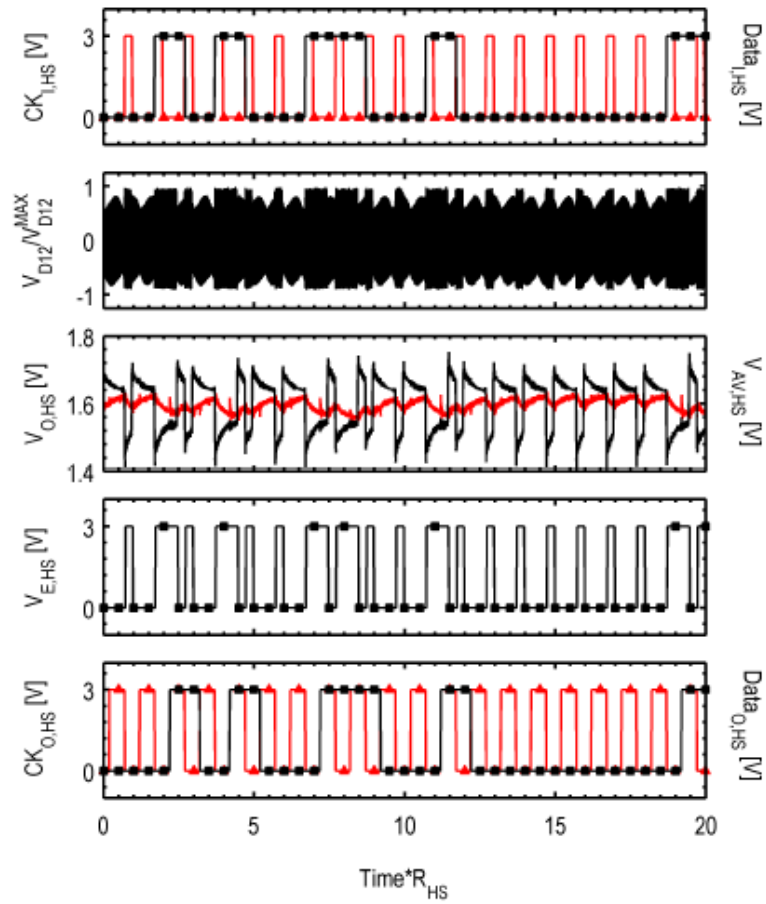 3
0
CK_I,HS [V]
Data_I,HS [V]
1
0
-1
V_D12/V_D12^MAX
1.8
1.6
1.4
V_O,HS [V]
V_AV,HS [V]
3
0
V_E,HS [V]
3
0
CK_O,HS [V]
Data_O,HS [V]
0 5 10 15 20
Time*R_HS